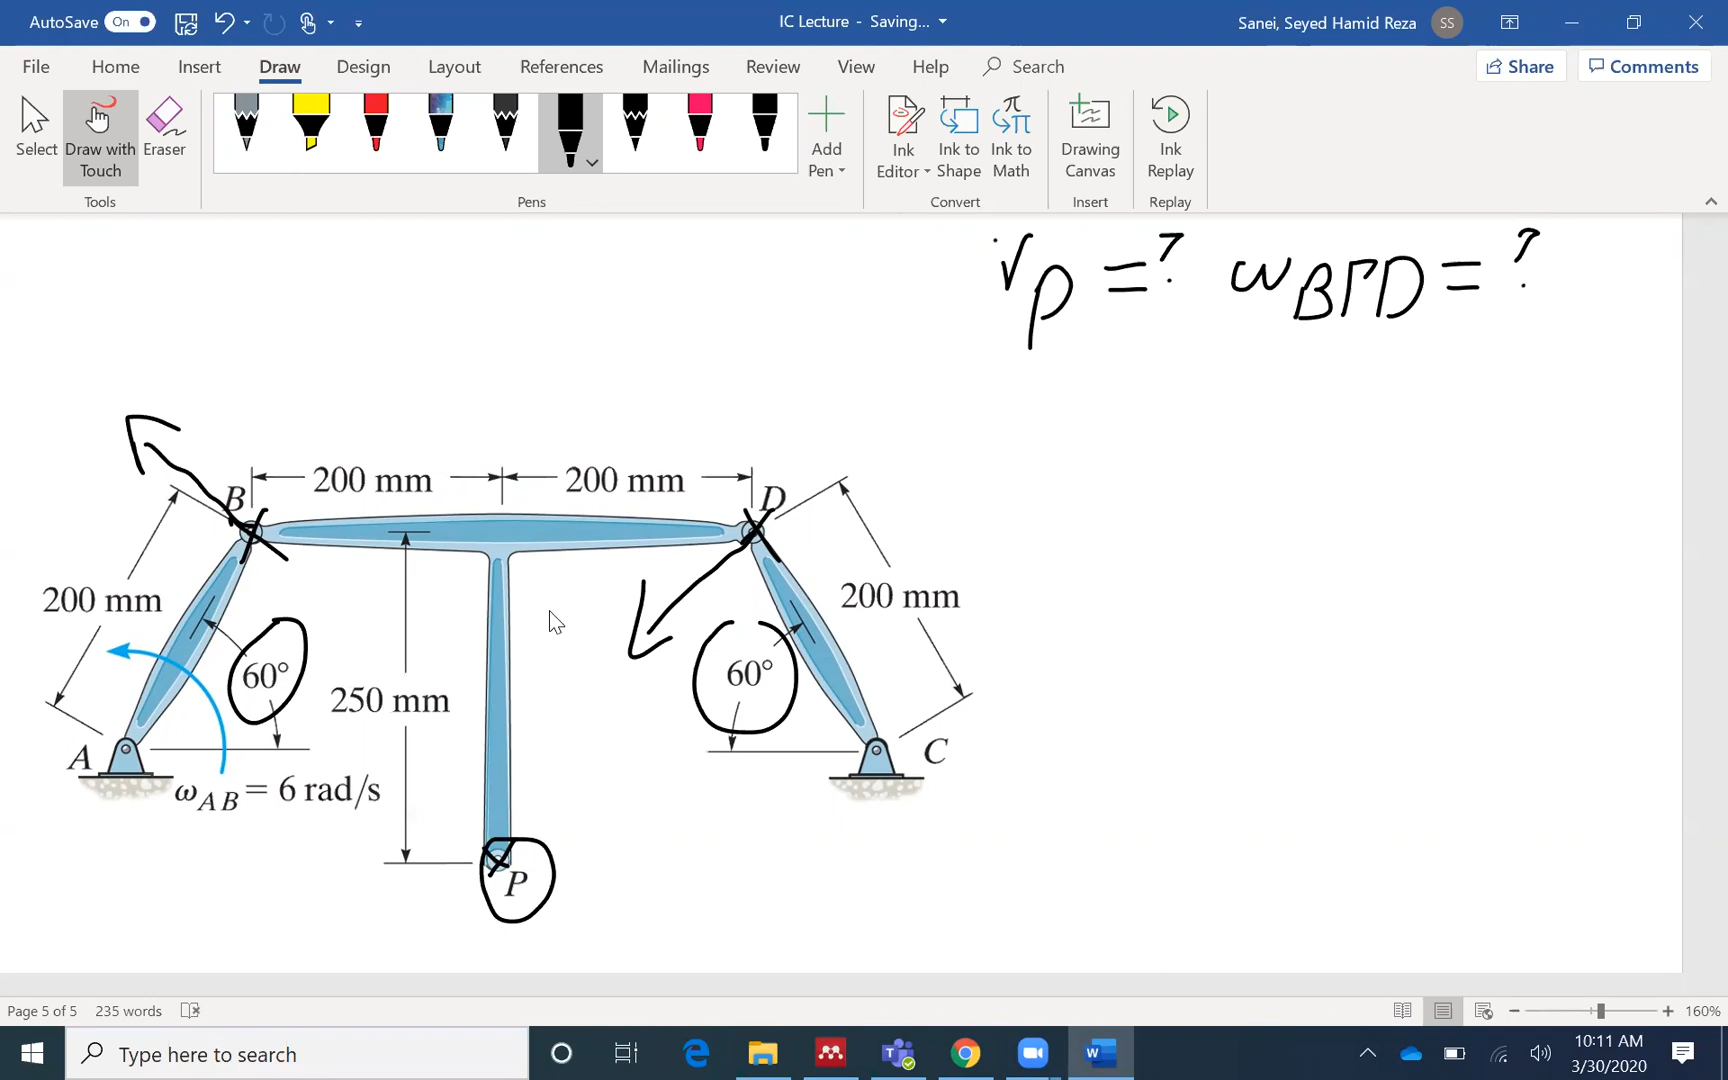 AutoSave On IC Lecture - Saving... Sanei, Seyed Hamid Reza SS
File Home Insert Draw Design Layout References Mailings Review View Help Search Share Comments
Select Draw with Touch Eraser Add Pen Ink Editor Ink to Shape Ink to Math Drawing Canvas Ink Replay
Tools Pens Convert Insert Replay
vP = ? ωBPD = ?
200 mm 200 mm
B D
200 mm 200 mm
60° 60°
250 mm
A C
ωAB = 6 rad/s
P
Page 5 of 5 235 words 160%
Type here to search
10:11 AM
3/30/2020